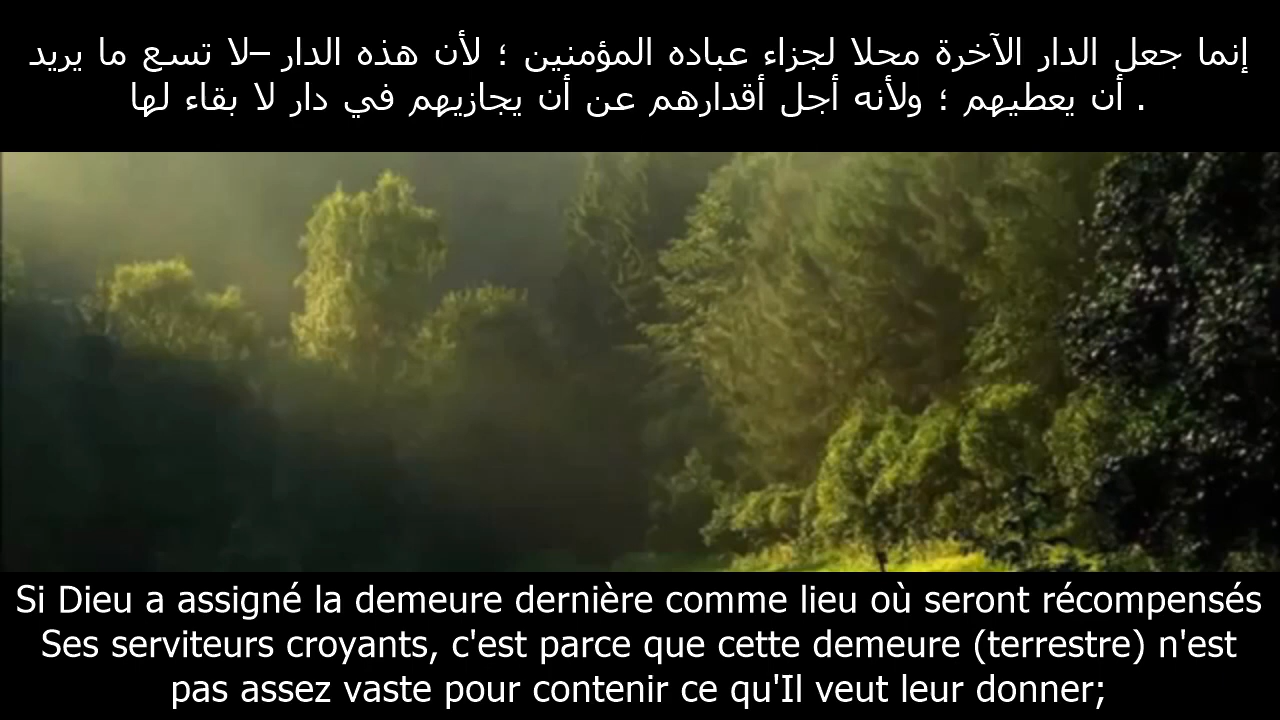 إنما جعل الدار الآخرة محلا لجزاء عباده المؤمنين ؛ لأن هذه الدار –لا تسع ما يريد
أن يعطيهم ؛ ولأنه أجل أقدارهم عن أن يجازيهم في دار لا بقاء لها .
Si Dieu a assigné la demeure dernière comme lieu où seront récompensés
Ses serviteurs croyants, c'est parce que cette demeure (terrestre) n'est
pas assez vaste pour contenir ce qu'Il veut leur donner;